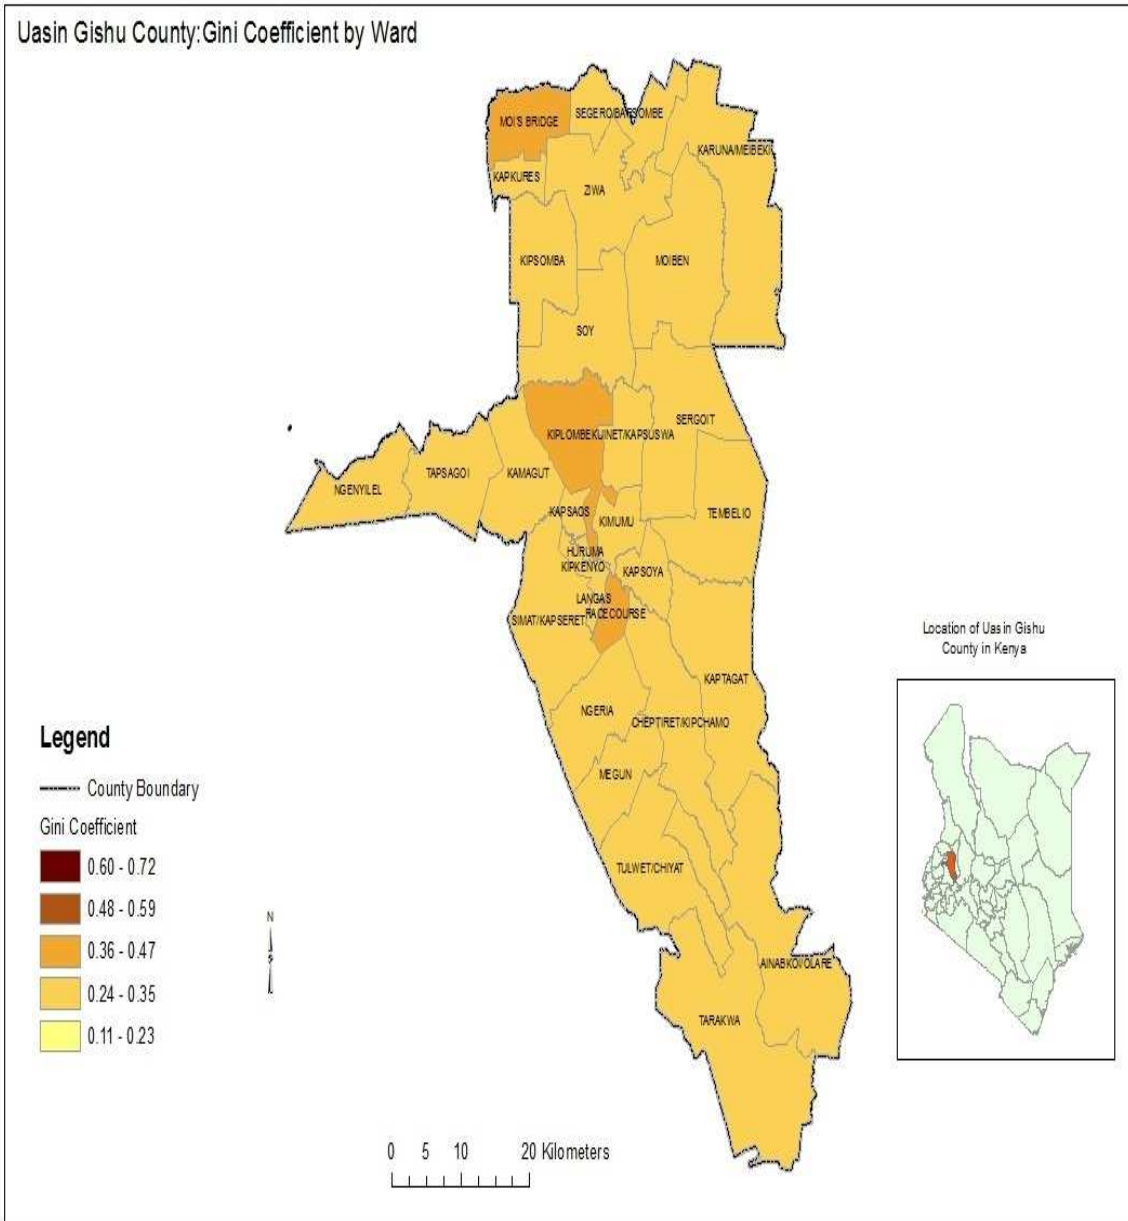 Uasin Gishu County:Gini Coefficient by Ward
MOI'S BRIDGE
SEGERO/BARSOMBE
KARUNA/MEIBEKI
KAPKURES
ZIWA
KIPSOMBA
MOIBEN
SOY
SERGOIT
KIPLOMBE
KUINET/KAPSUSWA
TAPSAGOI
KAMAGUT
NGENYILEL
KAPSAOS
KIMUMU
TEMBELIO
HURUMA
KIPKENYO
KAPSOYA
LANGAS
RACECOURSE
SIMAT/KAPSERET
Location of Uasin Gishu
County in Kenya
KAPTAGAT
NGERIA
CHEPTIRET/KIPCHAMO
MEGUN
TULWET/CHIYAT
AINABKOI/OLARE
TARAKWA
Legend
County Boundary
Gini Coefficient
0.60 - 0.72
0.48 - 0.59
0.36 - 0.47
0.24 - 0.35
0.11 - 0.23
N
0 5 10 20 Kilometers